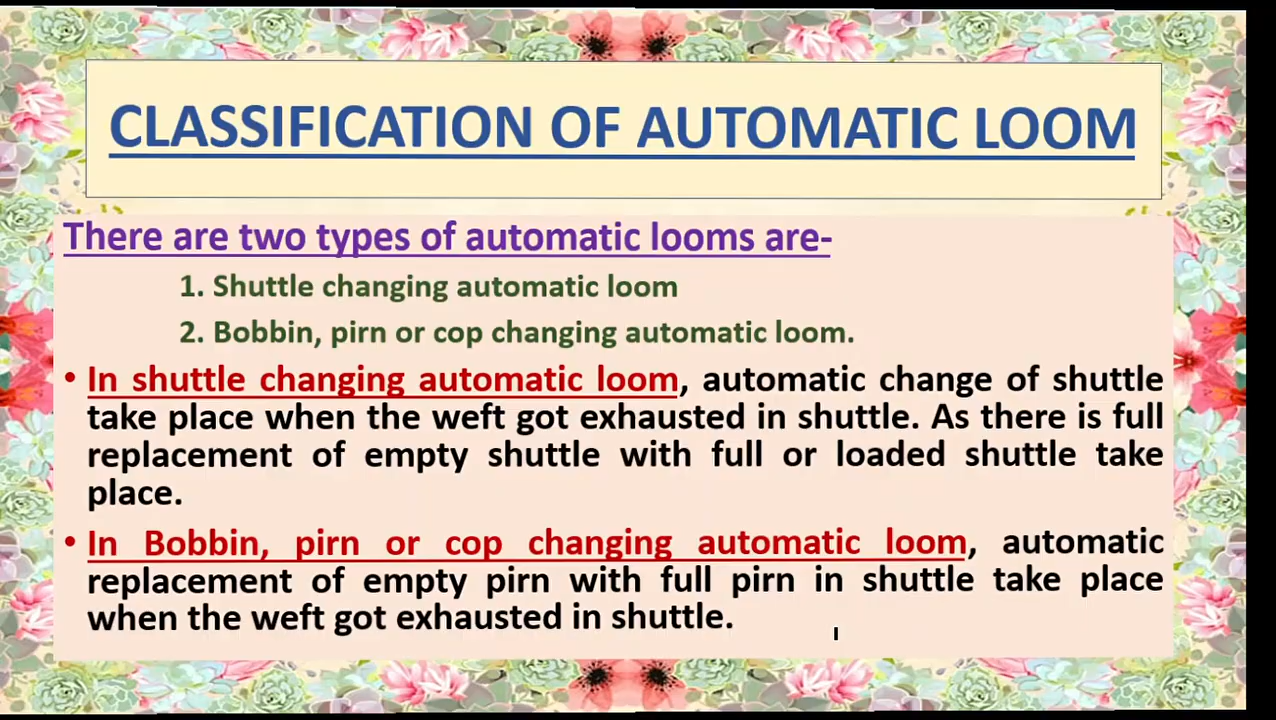 CLASSIFICATION OF AUTOMATIC LOOM
There are two types of automatic looms are-
1. Shuttle changing automatic loom
2. Bobbin, pirn or cop changing automatic loom.
• In shuttle changing automatic loom, automatic change of shuttle
take place when the weft got exhausted in shuttle. As there is full
replacement of empty shuttle with full or loaded shuttle take
place.
• In Bobbin, pirn or cop changing automatic loom, automatic
replacement of empty pirn with full pirn in shuttle take place
when the weft got exhausted in shuttle.